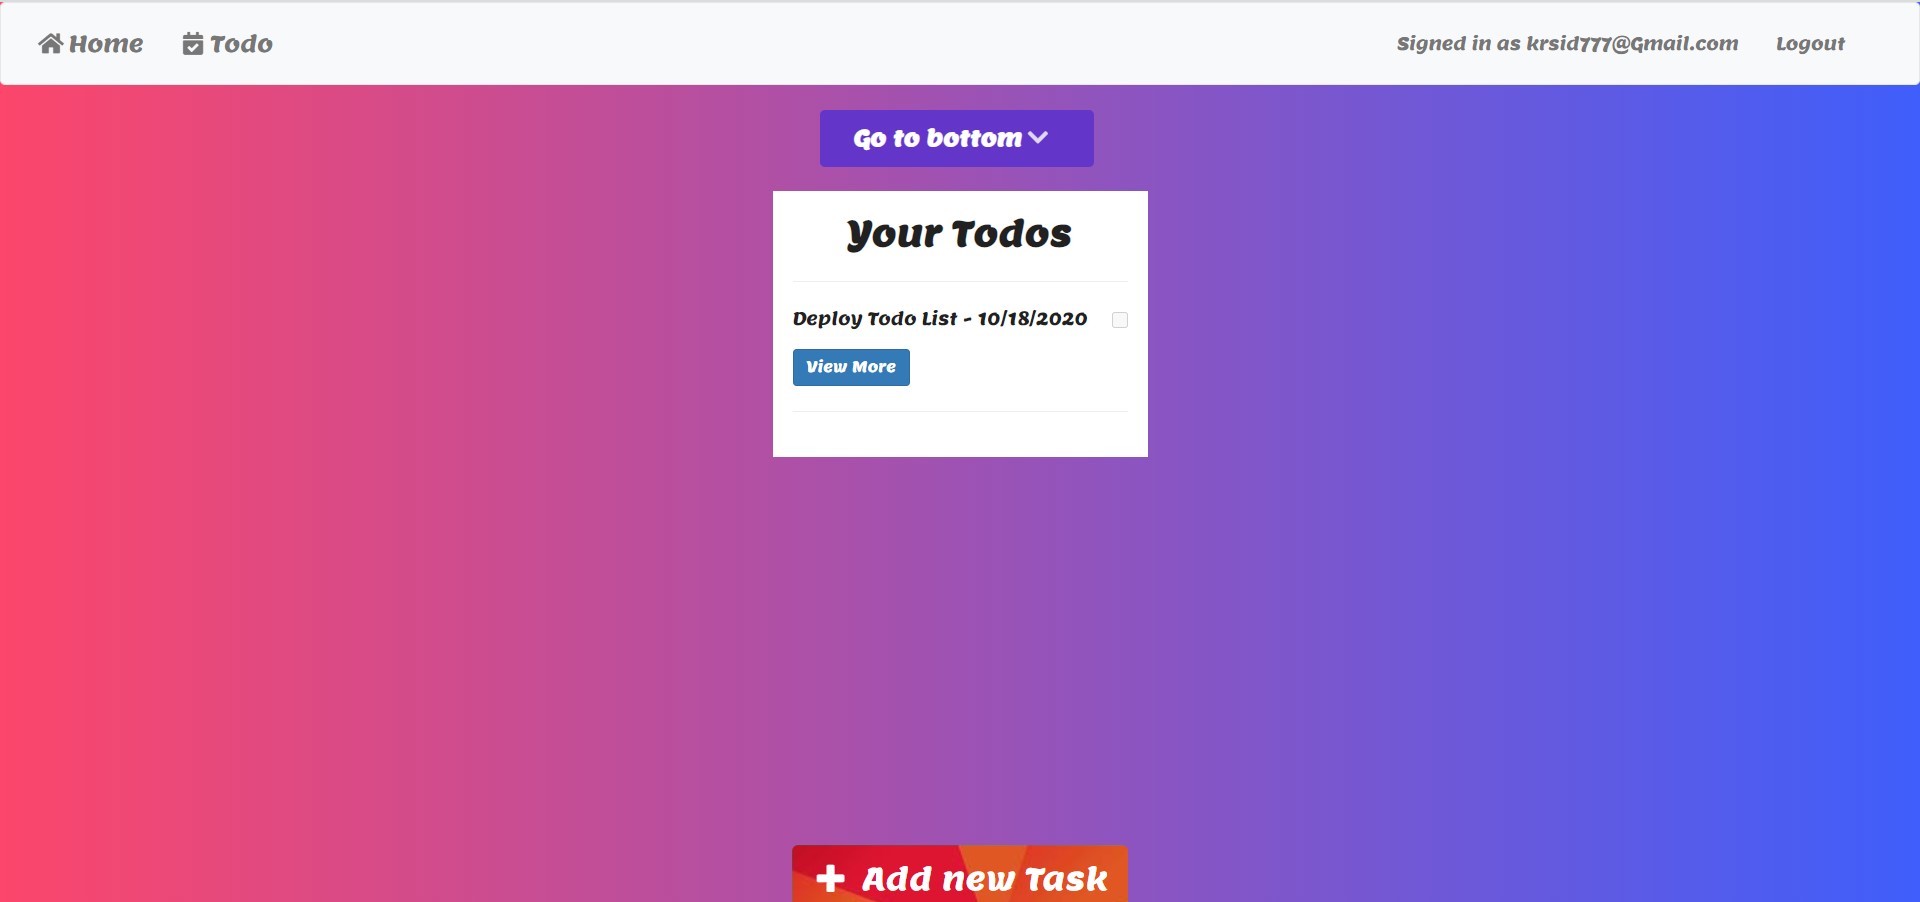 Home Todo Signed in as krsid777@Gmail.com Logout
Go to bottom
Your Todos
Deploy Todo List - 10/18/2020
View More
Add new Task